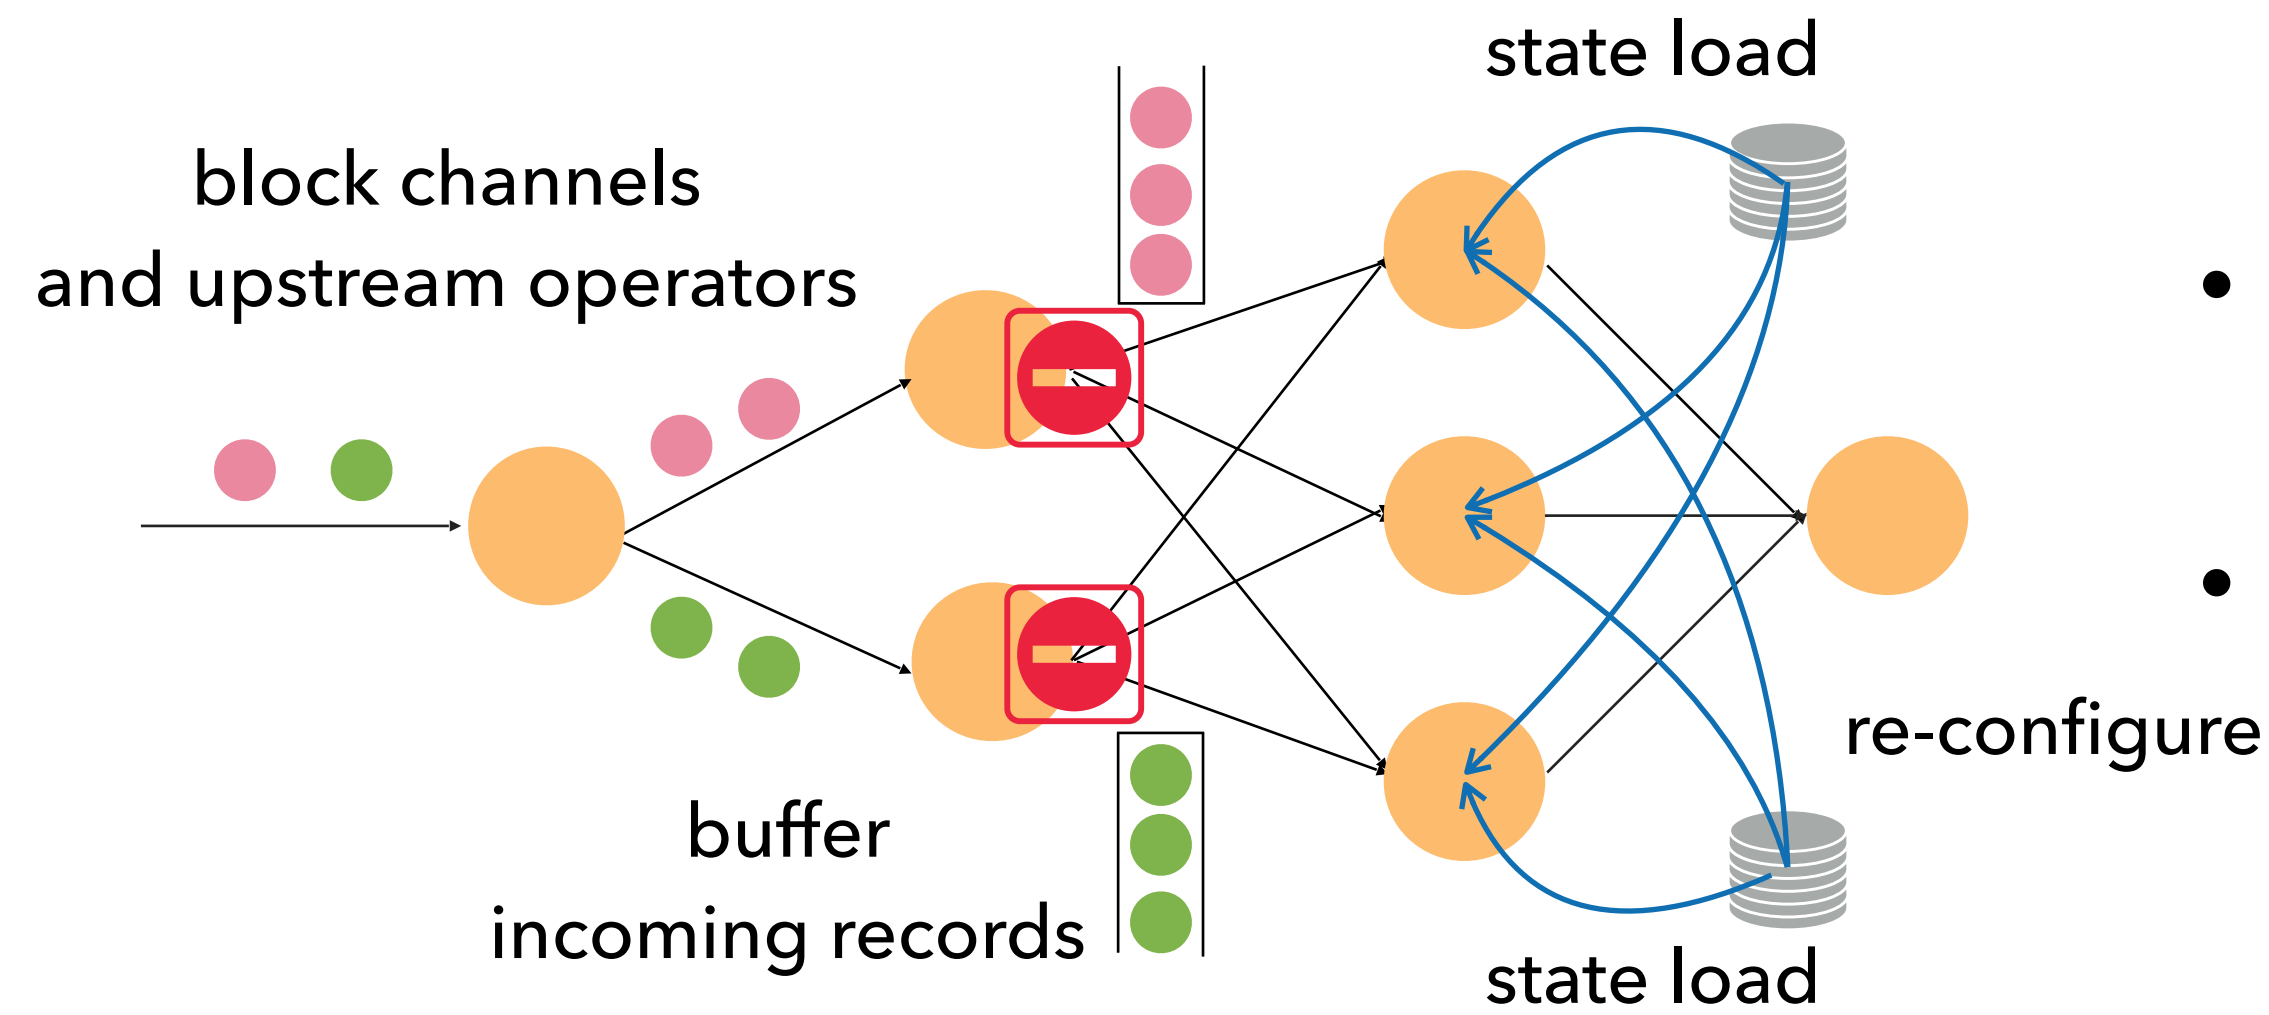 state load
block channels
and upstream operators
•
•
re-configure
buffer
incoming records
state load